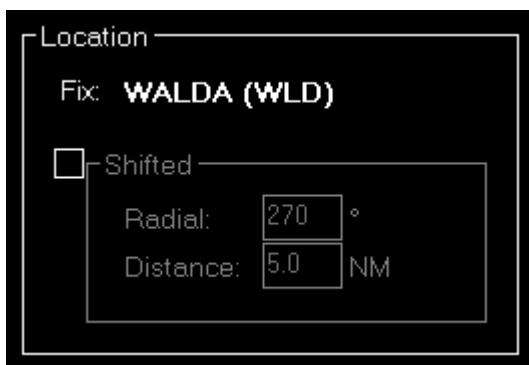 Location
Fix: WALDA (WLD)
Shifted
Radial: 270 °
Distance: 5.0 NM